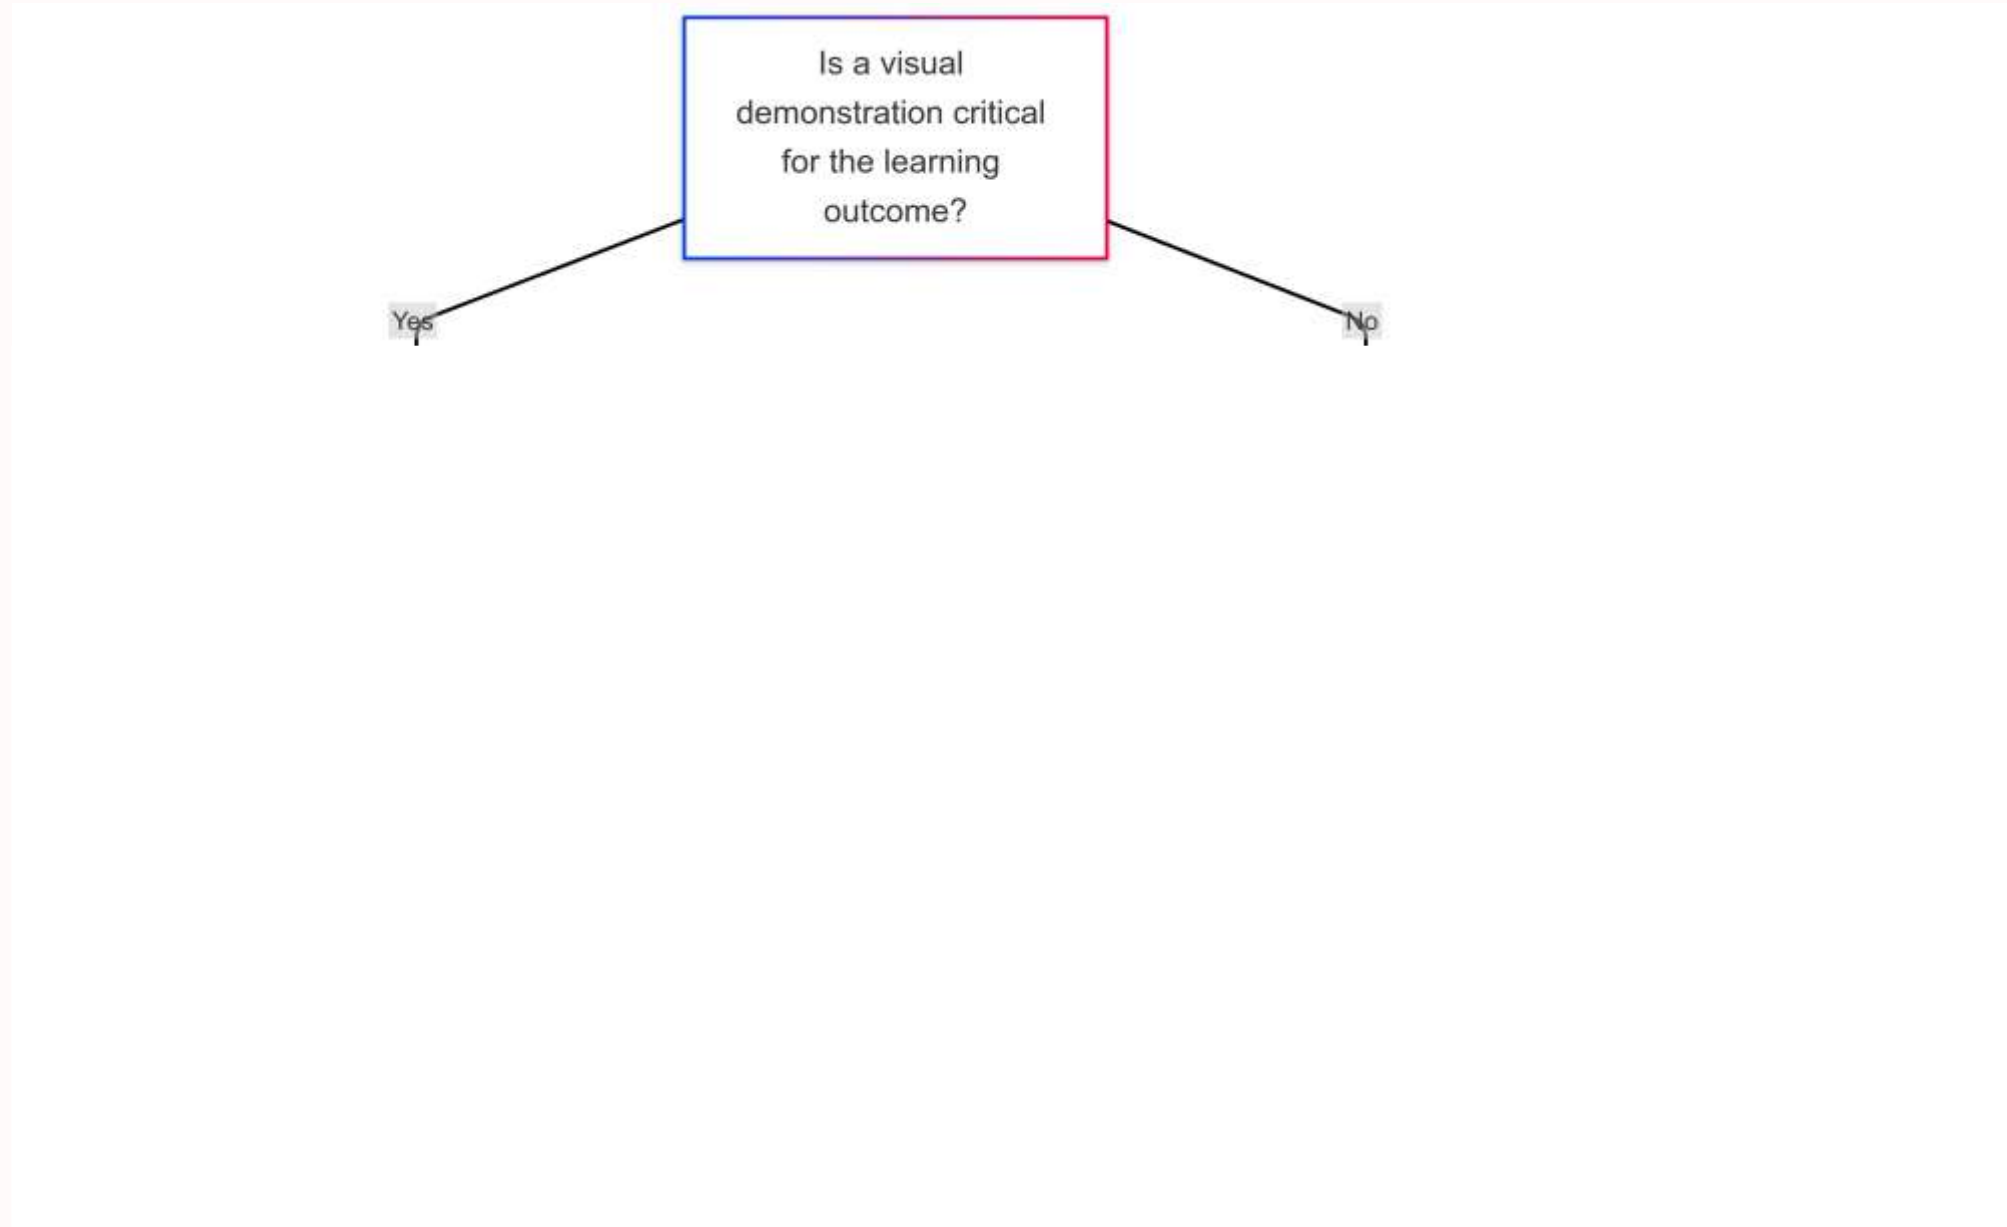 Is a visual
demonstration critical
for the learning
outcome?
Yes
No